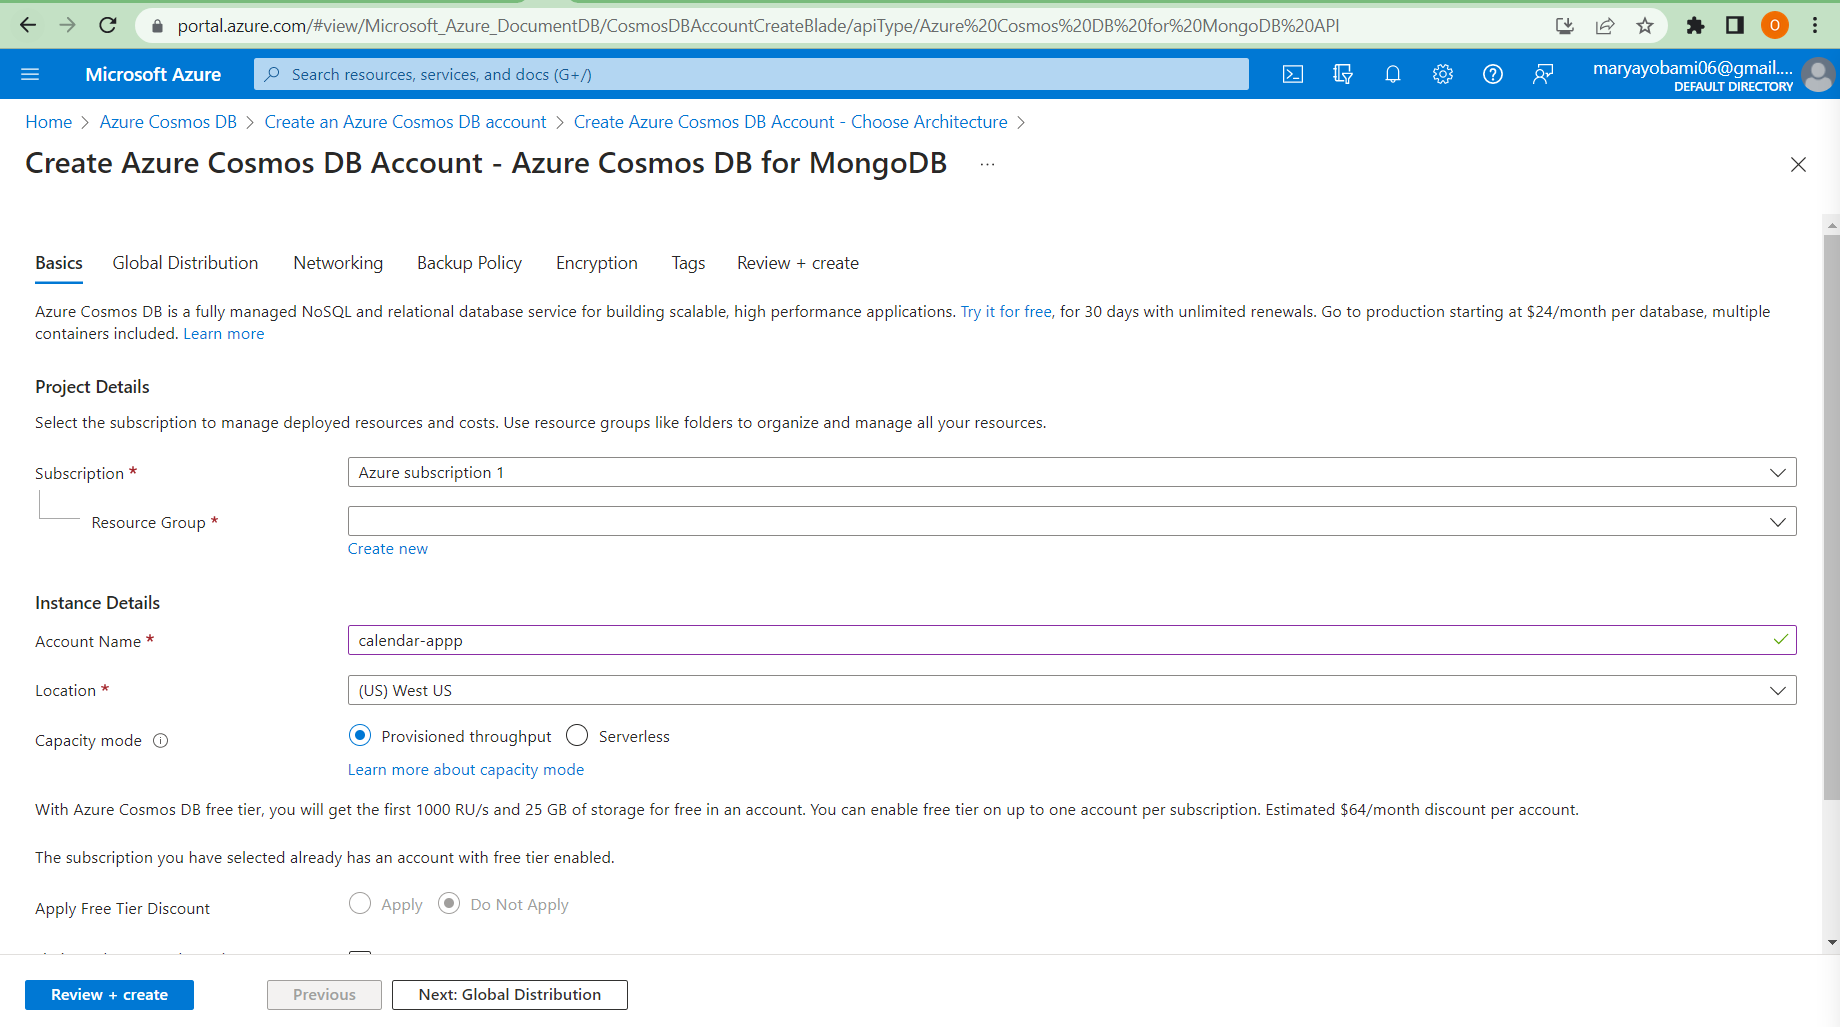 portal.azure.com/#view/Microsoft_Azure_DocumentDB/CosmosDBAccountCreateBlade/apiType/Azure%20Cosmos%20DB%20for%20MongoDB%20API
O
Microsoft Azure
Search resources, services, and docs (G+/)
maryayobami06@gmail....
DEFAULT DIRECTORY
Home > Azure Cosmos DB > Create an Azure Cosmos DB account > Create Azure Cosmos DB Account - Choose Architecture >
Create Azure Cosmos DB Account - Azure Cosmos DB for MongoDB ...
Basics Global Distribution Networking Backup Policy Encryption Tags Review + create
Azure Cosmos DB is a fully managed NoSQL and relational database service for building scalable, high performance applications. Try it for free, for 30 days with unlimited renewals. Go to production starting at $24/month per database, multiple
containers included. Learn more
Project Details
Select the subscription to manage deployed resources and costs. Use resource groups like folders to organize and manage all your resources.
Subscription * Azure subscription 1
Resource Group *
Create new
Instance Details
Account Name * calendar-appp
Location * (US) West US
Capacity mode Provisioned throughput Serverless
Learn more about capacity mode
With Azure Cosmos DB free tier, you will get the first 1000 RU/s and 25 GB of storage for free in an account. You can enable free tier on up to one account per subscription. Estimated $64/month discount per account.
The subscription you have selected already has an account with free tier enabled.
Apply Free Tier Discount Apply Do Not Apply
Review + create Previous Next: Global Distribution